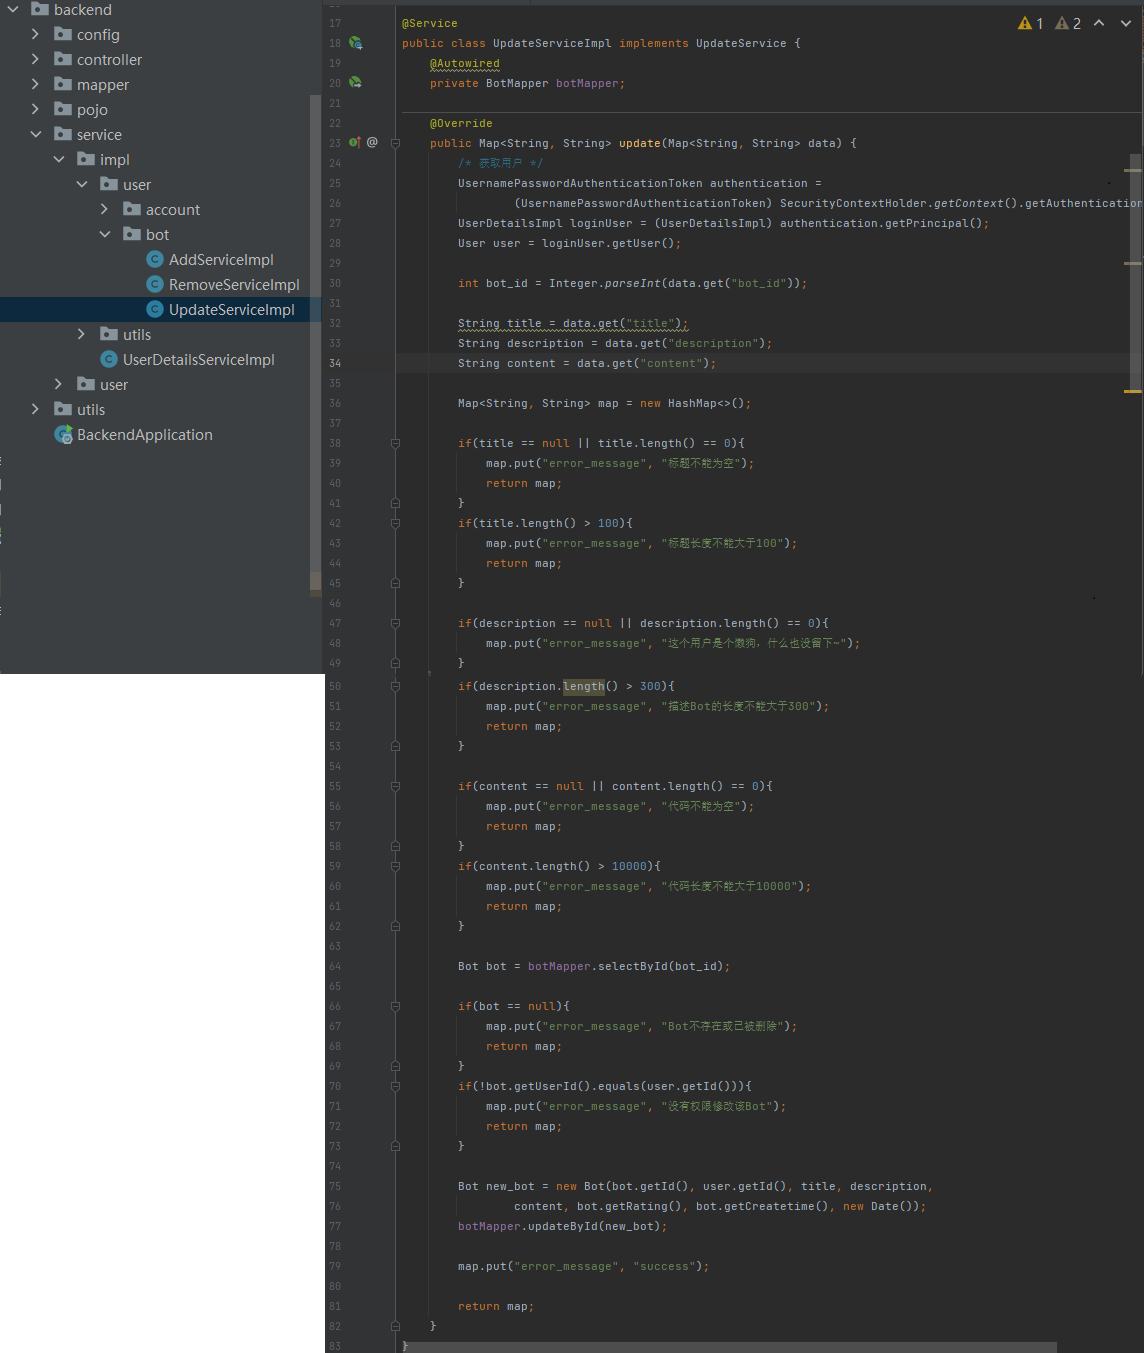 backend
config
controller
mapper
pojo
service
impl
user
account
bot
AddServiceImpl
RemoveServiceImpl
UpdateServiceImpl
utils
UserDetailsServiceImpl
user
utils
BackendApplication
1 2
17 @Service
18 public class UpdateServiceImpl implements UpdateService {
19 @Autowired
20 private BotMapper botMapper;
21
22 @Override
23 @ public Map<String, String> update(Map<String, String> data) {
24 /* 获取用户 */
25 UsernamePasswordAuthenticationToken authentication =
26 (UsernamePasswordAuthenticationToken) SecurityContextHolder.getContext().getAuthentication
27 UserDetailsImpl loginUser = (UserDetailsImpl) authentication.getPrincipal();
28 User user = loginUser.getUser();
29
30 int bot_id = Integer.parseInt(data.get("bot_id"));
31
32 String title = data.get("title");
33 String description = data.get("description");
34 String content = data.get("content");
35
36 Map<String, String> map = new HashMap<>();
37
38 if(title == null || title.length() == 0){
39 map.put("error_message", "标题不能为空");
40 return map;
41 }
42 if(title.length() > 100){
43 map.put("error_message", "标题长度不能大于100");
44 return map;
45 }
46
47 if(description == null || description.length() == 0){
48 map.put("error_message", "这个用户是个懒狗，什么也没留下~");
49 }
50 if(description.length() > 300){
51 map.put("error_message", "描述Bot的长度不能大于300");
52 return map;
53 }
54
55 if(content == null || content.length() == 0){
56 map.put("error_message", "代码不能为空");
57 return map;
58 }
59 if(content.length() > 10000){
60 map.put("error_message", "代码长度不能大于10000");
61 return map;
62 }
63
64 Bot bot = botMapper.selectById(bot_id);
65
66 if(bot == null){
67 map.put("error_message", "Bot不存在或已被删除");
68 return map;
69 }
70 if(!bot.getUserId().equals(user.getId())){
71 map.put("error_message", "没有权限修改该Bot");
72 return map;
73 }
74
75 Bot new_bot = new Bot(bot.getId(), user.getId(), title, description,
76 content, bot.getRating(), bot.getCreatetime(), new Date());
77 botMapper.updateById(new_bot);
78
79 map.put("error_message", "success");
80
81 return map;
82 }
83 }